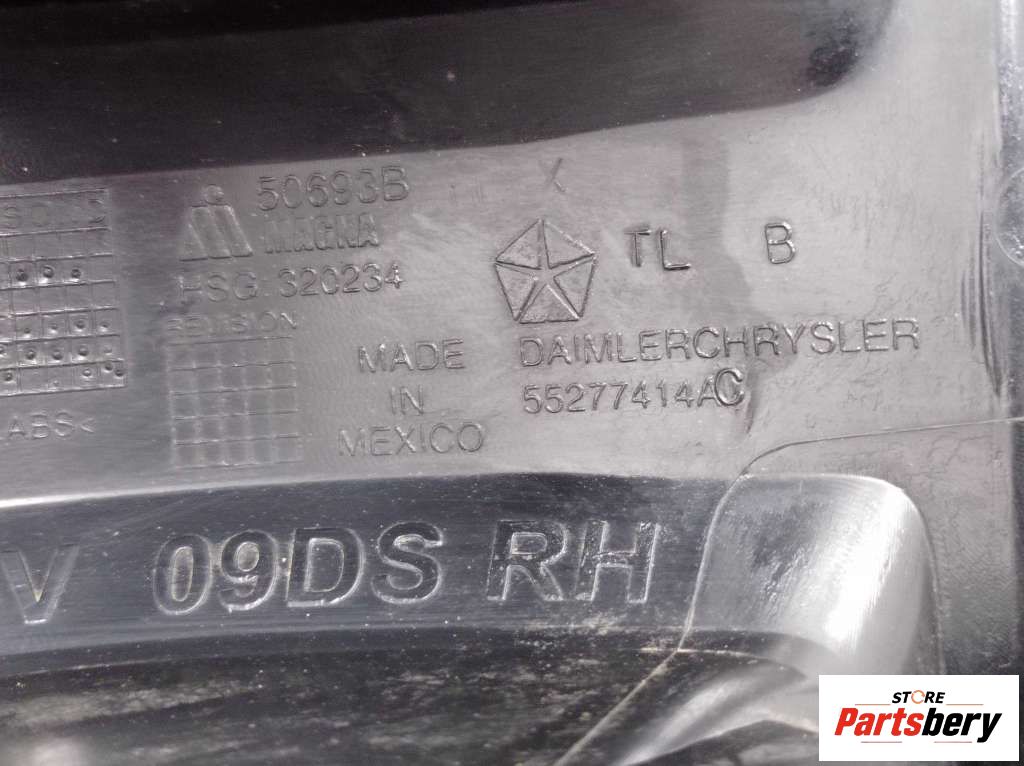 50693B
MAGNA
HSG 320234
REVISION
X
TL B
MADE IN MEXICO
DAIMLERCHRYSLER
55277414AC
ABS<
V 09DS RH
STORE
Partsbery